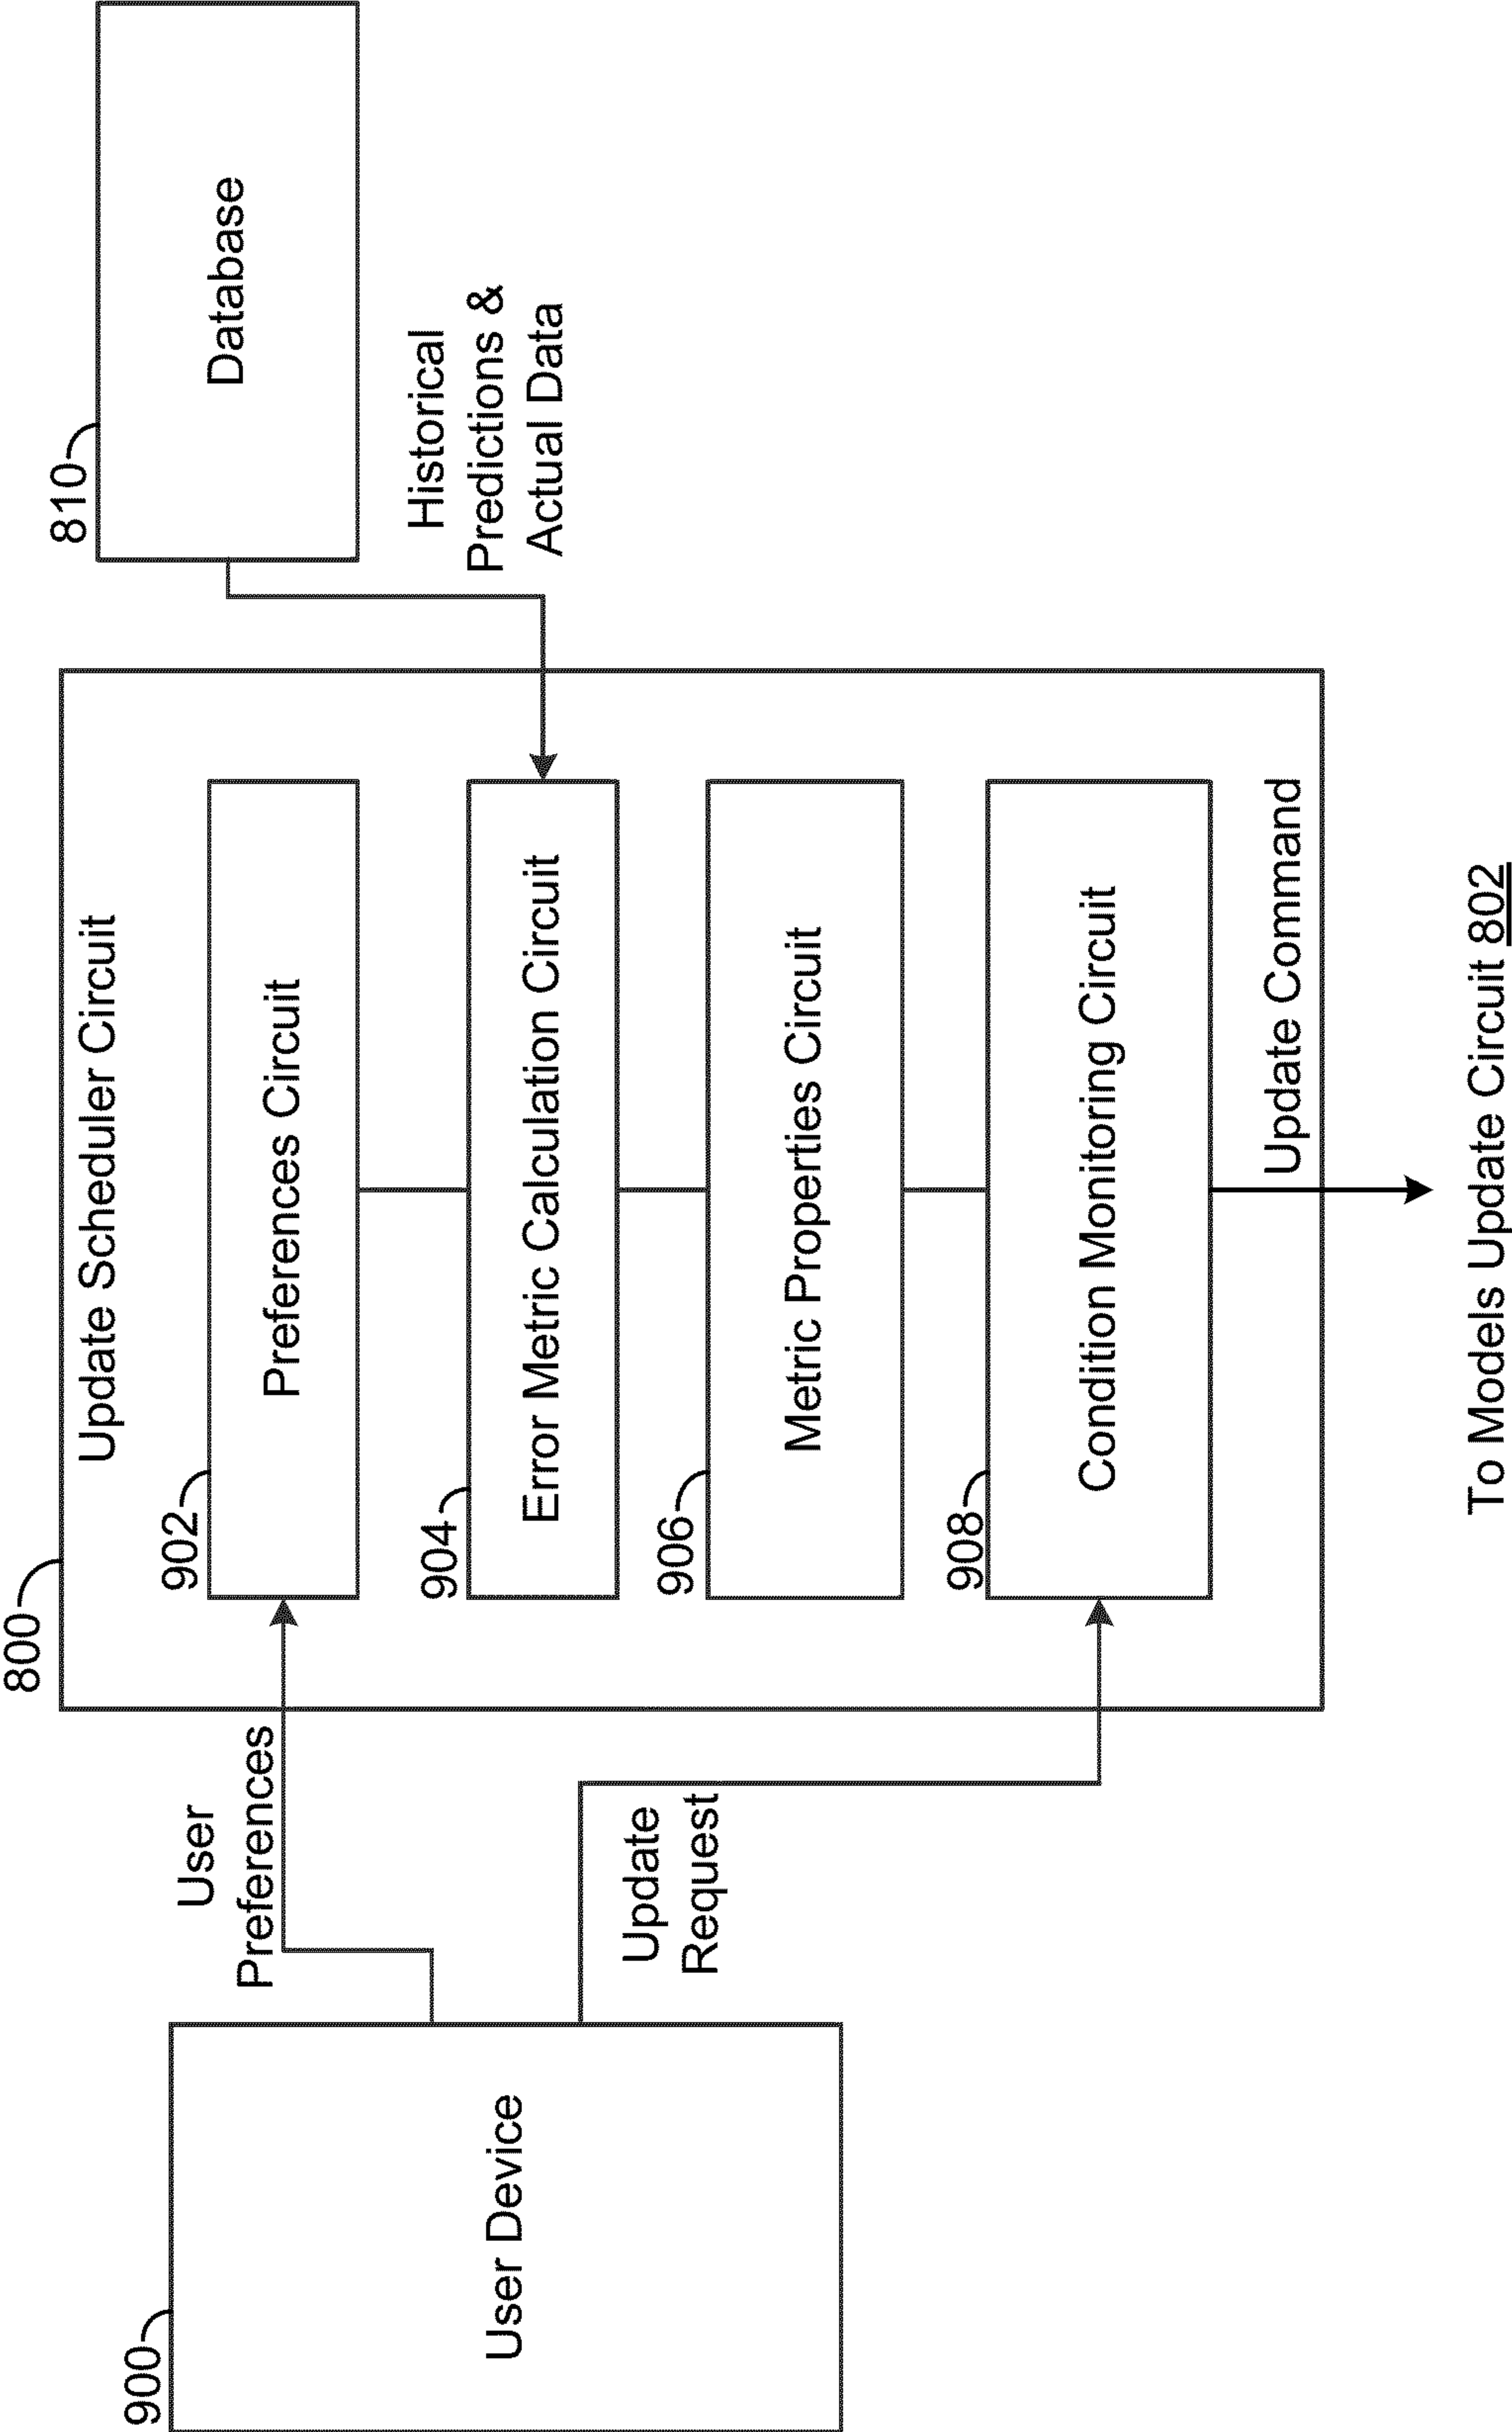 800
Update Scheduler Circuit
900
User Device
User
Preferences
Update
Request
902
Preferences Circuit
904
Error Metric Calculation Circuit
906
Metric Properties Circuit
908
Condition Monitoring Circuit
810
Database
Historical
Predictions &
Actual Data
Update Command
To Models Update Circuit 802